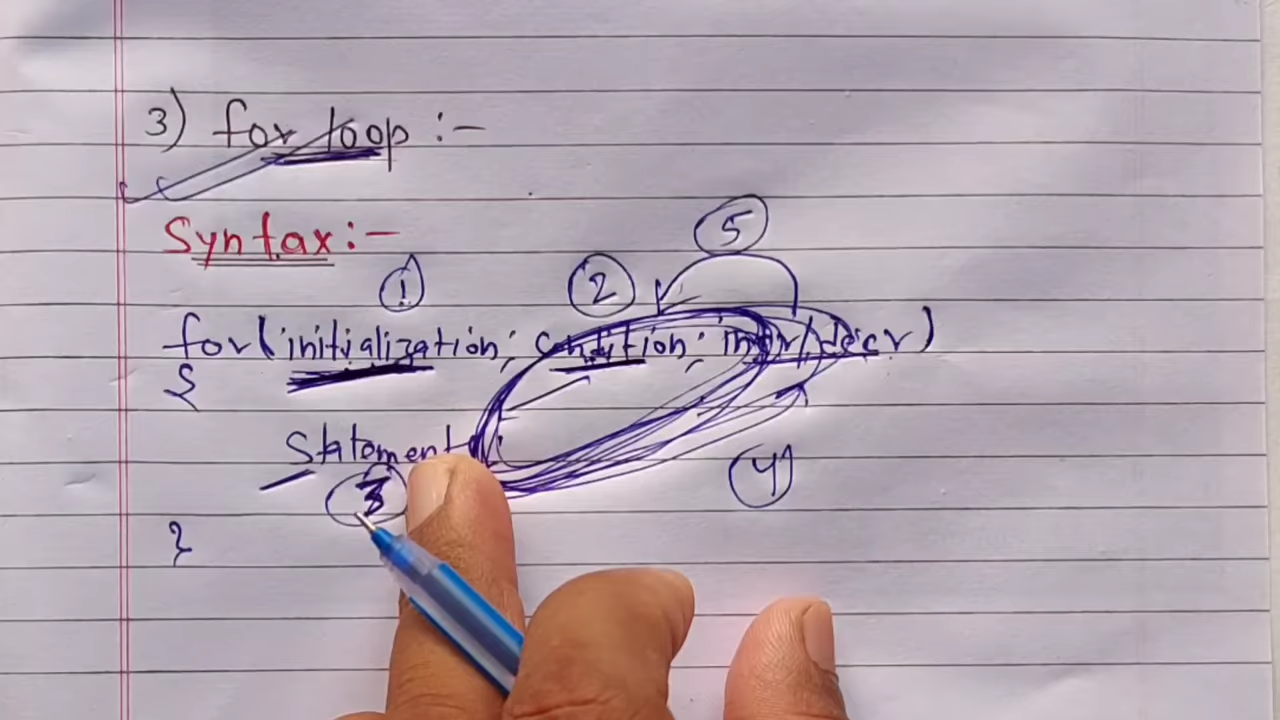 3) for loop :-
Syntax:-
5
1 2
for(initialization; condition; incr/decr)
{
Statement
3 4
}